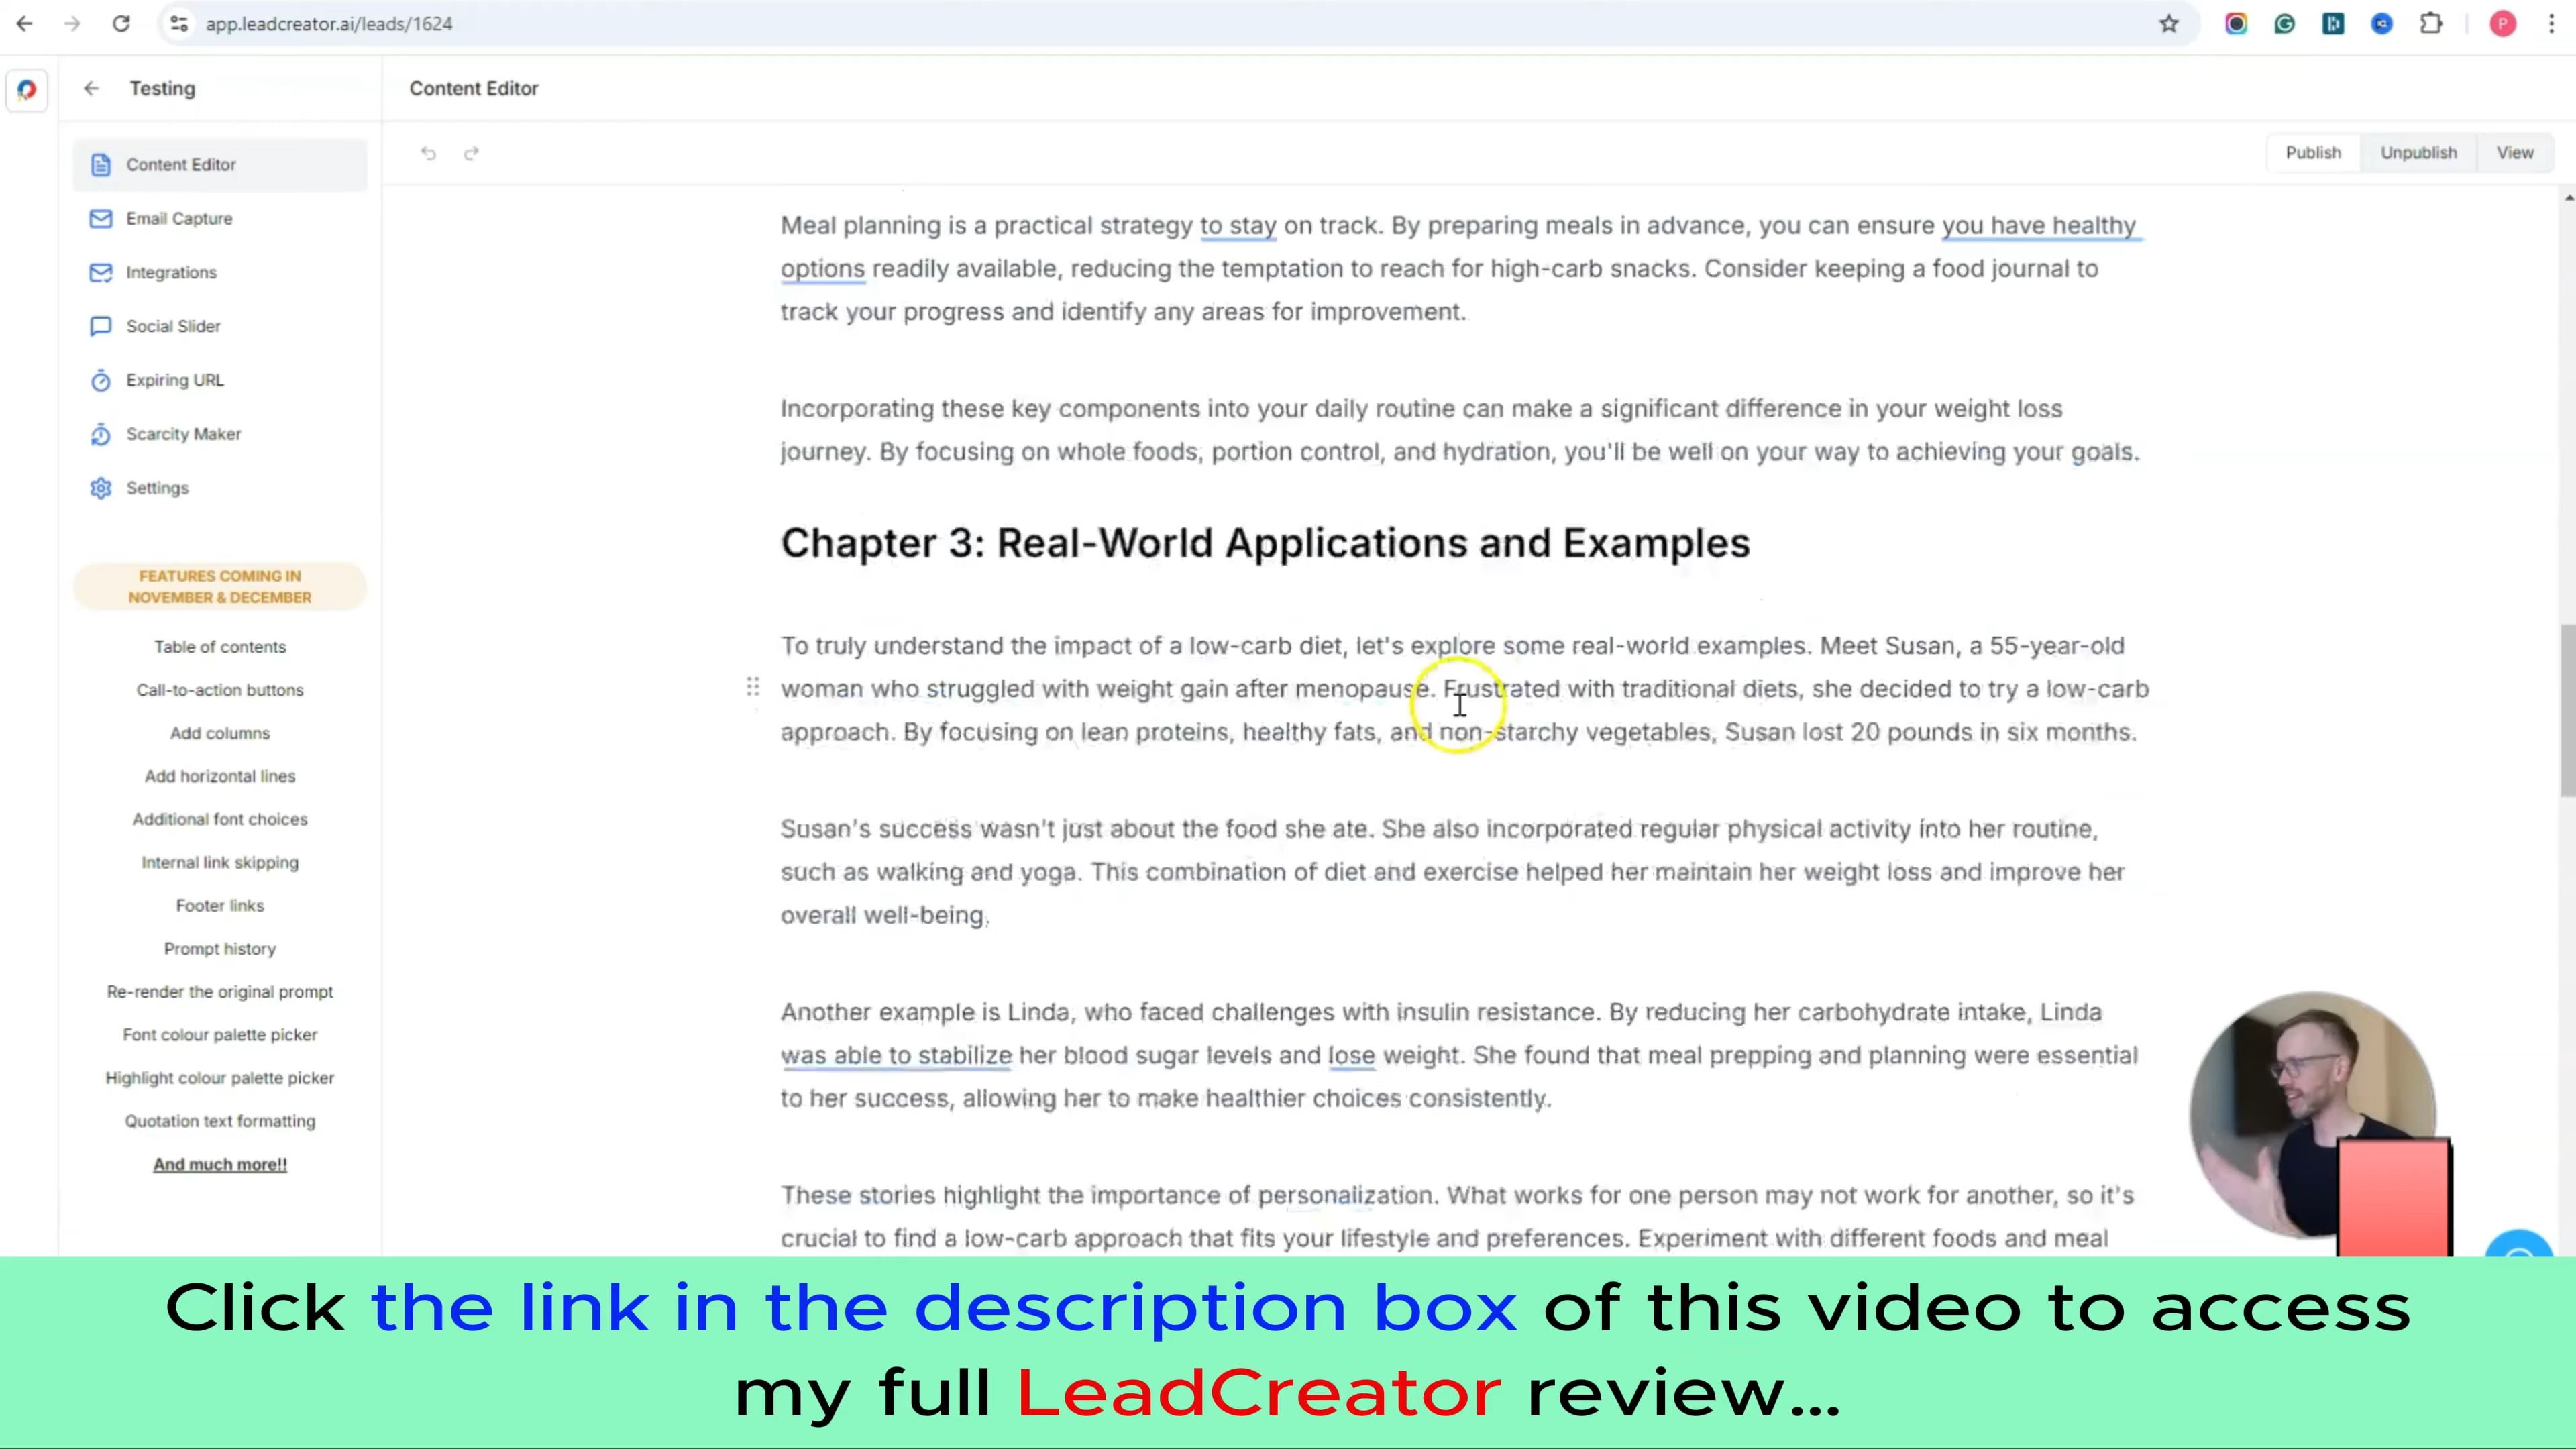 app.leadcreator.ai/leads/1624
P
Testing
Content Editor
Content Editor
Email Capture
Integrations
Social Slider
Expiring URL
Scarcity Maker
Settings
FEATURES COMING IN
NOVEMBER & DECEMBER
Table of contents
Call-to-action buttons
Add columns
Add horizontal lines
Additional font choices
Internal link skipping
Footer links
Prompt history
Re-render the original prompt
Font colour palette picker
Highlight colour palette picker
Quotation text formatting
And much more!!
Publish
Unpublish
View
Meal planning is a practical strategy to stay on track. By preparing meals in advance, you can ensure you have healthy
options readily available, reducing the temptation to reach for high-carb snacks. Consider keeping a food journal to
track your progress and identify any areas for improvement.
Incorporating these key components into your daily routine can make a significant difference in your weight loss
journey. By focusing on whole foods, portion control, and hydration, you'll be well on your way to achieving your goals.
Chapter 3: Real-World Applications and Examples
To truly understand the impact of a low-carb diet, let's explore some real-world examples. Meet Susan, a 55-year-old
woman who struggled with weight gain after menopause. Frustrated with traditional diets, she decided to try a low-carb
approach. By focusing on lean proteins, healthy fats, and non-starchy vegetables, Susan lost 20 pounds in six months.
Susan's success wasn't just about the food she ate. She also incorporated regular physical activity into her routine,
such as walking and yoga. This combination of diet and exercise helped her maintain her weight loss and improve her
overall well-being.
Another example is Linda, who faced challenges with insulin resistance. By reducing her carbohydrate intake, Linda
was able to stabilize her blood sugar levels and lose weight. She found that meal prepping and planning were essential
to her success, allowing her to make healthier choices consistently.
These stories highlight the importance of personalization. What works for one person may not work for another, so it's
crucial to find a low-carb approach that fits your lifestyle and preferences. Experiment with different foods and meal
Click the link in the description box of this video to access
my full LeadCreator review...